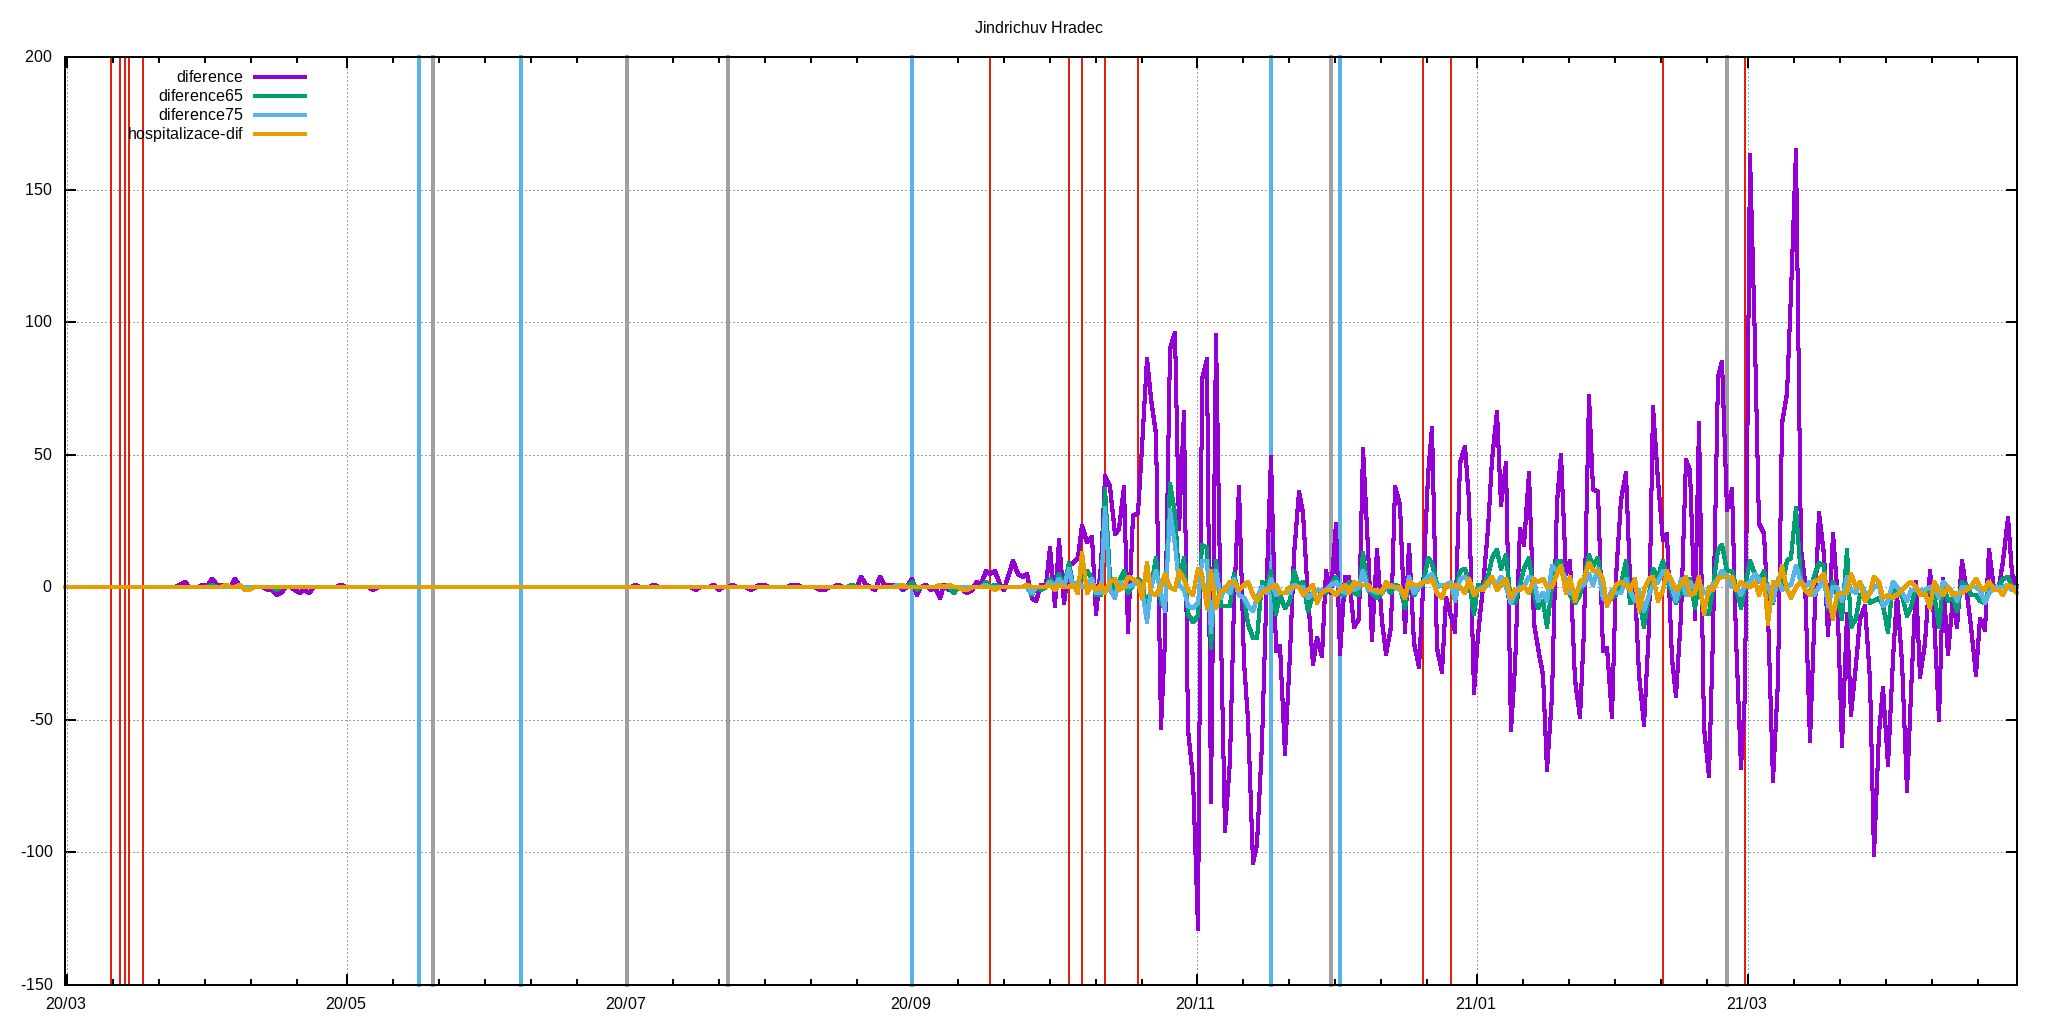 Jindrichuv Hradec
200
150
100
50
0
-50
-100
-150
diference
diference65
diference75
hospitalizace-dif
20/03 20/05 20/07 20/09 20/11 21/01 21/03